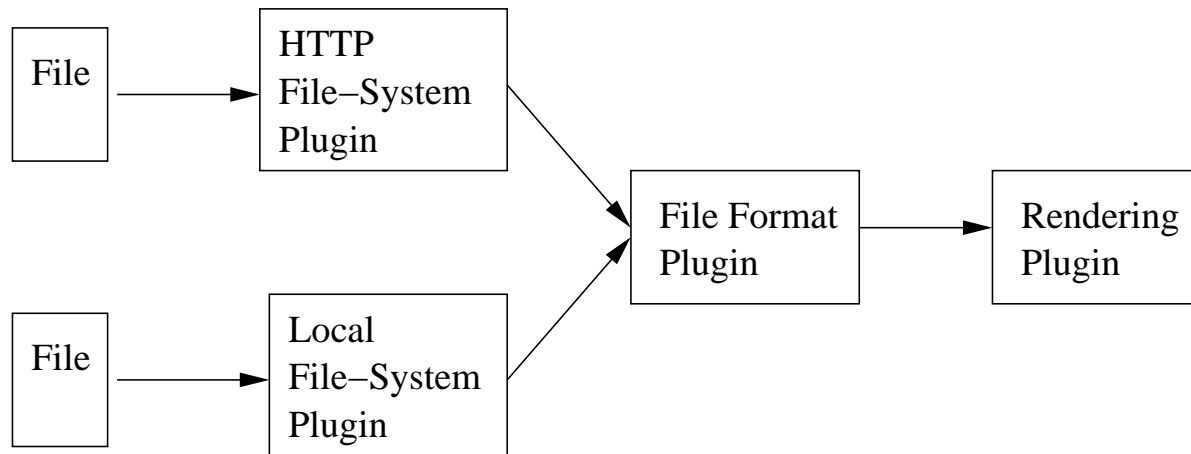 File
HTTP
File–System
Plugin
File Format
Plugin
Rendering
Plugin
File
Local
File–System
Plugin